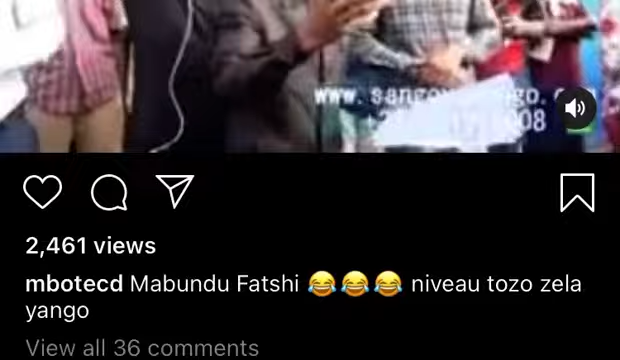 2,461 views
mbotecd Mabundu Fatshi 😂😂😂 niveau tozo zela
yango
View all 36 comments